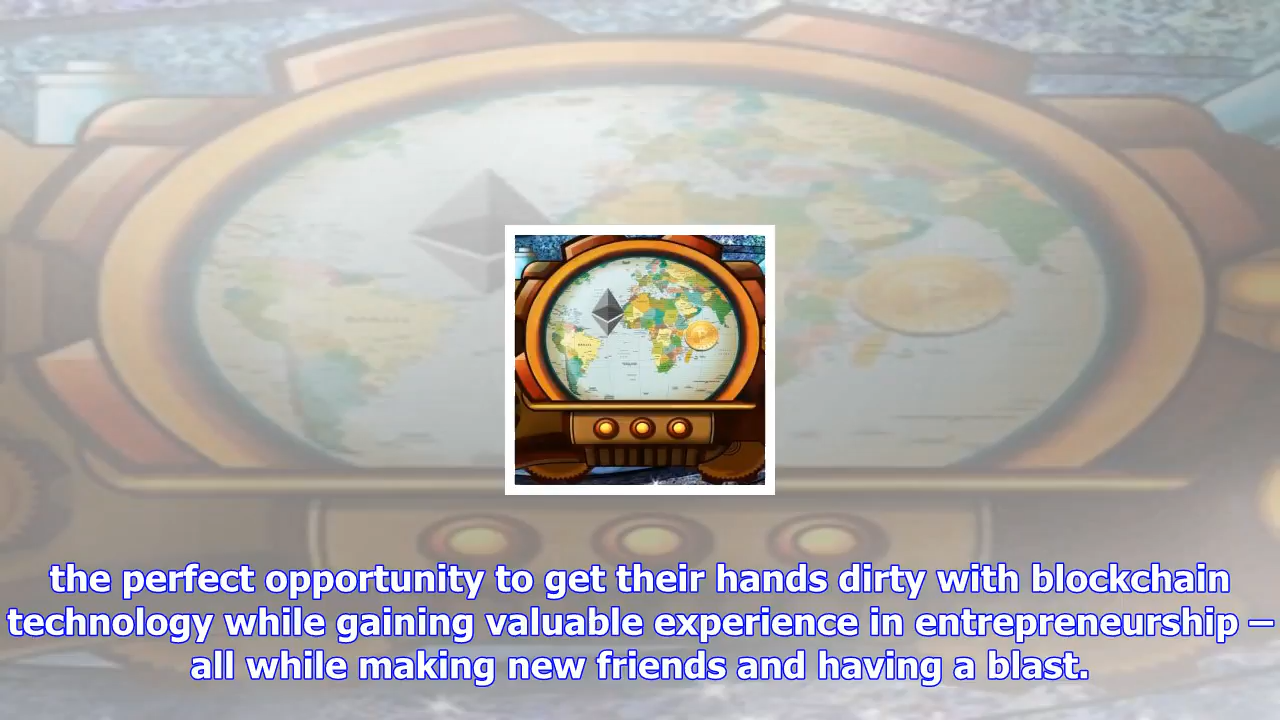 the perfect opportunity to get their hands dirty with blockchain
technology while gaining valuable experience in entrepreneurship –
all while making new friends and having a blast.